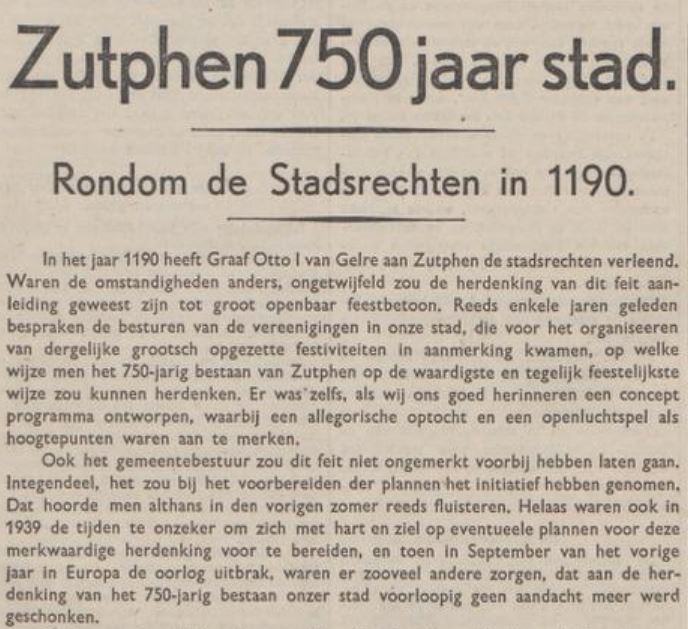 Zutphen 750 jaar stad.
Rondom de Stadsrechten in 1190.
In het jaar 1190 heeft Graaf Otto I van Gelre aan Zutphen de stadsrechten verleend.
Waren de omstandigheden anders, ongetwijfeld zou de herdenking van dit feit aan-
leiding geweest zijn tot groot openbaar feestbetoon. Reeds enkele jaren geleden
bespraken de besturen van de vereenigingen in onze stad, die voor het organiseeren
van dergelijke grootsch opgezette festiviteiten in aanmerking kwamen, op welke
wijze men het 750-jarig bestaan van Zutphen op de waardigste en tegelijk feestelijkste
wijze zou kunnen herdenken. Er was zelfs, als wij ons goed herinneren een concept
programma ontworpen, waarbij een allegorische optocht en een openluchtspel als
hoogtepunten waren aan te merken.
Ook het gemeentebestuur zou dit feit niet ongemerkt voorbij hebben laten gaan.
Integendeel, het zou bij het voorbereiden der plannen het initiatief hebben genomen.
Dat hoorde men althans in den vorigen zomer reeds fluisteren. Helaas waren ook in
1939 de tijden te onzeker om zich met hart en ziel op eventueele plannen voor deze
merkwaardige herdenking voor te bereiden, en toen in September van het vorige
jaar in Europa de oorlog uitbrak, waren er zooveel andere zorgen, dat aan de her-
denking van het 750-jarig bestaan onzer stad voorloopig geen aandacht meer werd
geschonken.